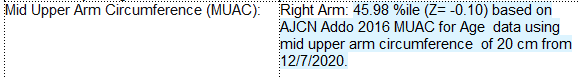 Mid Upper Arm Circumference (MUAC):
Right Arm: 45.98 %ile (Z= -0.10) based on
AJCN Addo 2016 MUAC for Age data using
mid upper arm circumference of 20 cm from
12/7/2020.